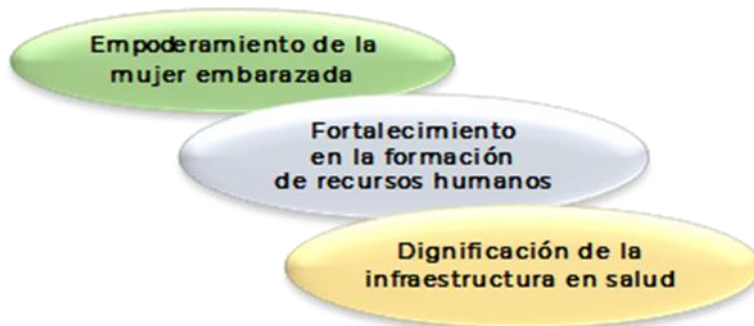 Empoderamiento de la
mujer embarazada
Fortalecimiento
en la formación
de recursos humanos
Dignificación de la
infraestructura en salud